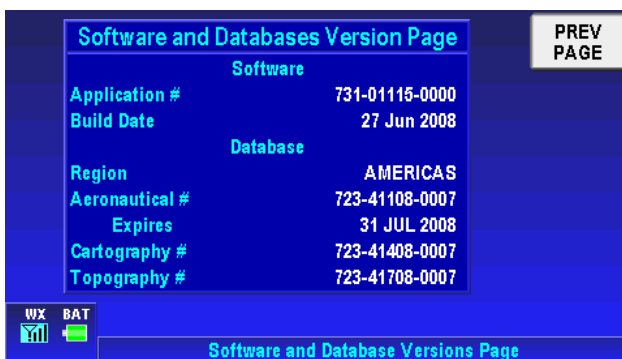 Software and Databases Version Page
PREV
PAGE
Software
Application # 731-01115-0000
Build Date 27 Jun 2008
Database
Region AMERICAS
Aeronautical # 723-41108-0007
Expires 31 JUL 2008
Cartography # 723-41408-0007
Topography # 723-41708-0007
WX BAT
Software and Database Versions Page